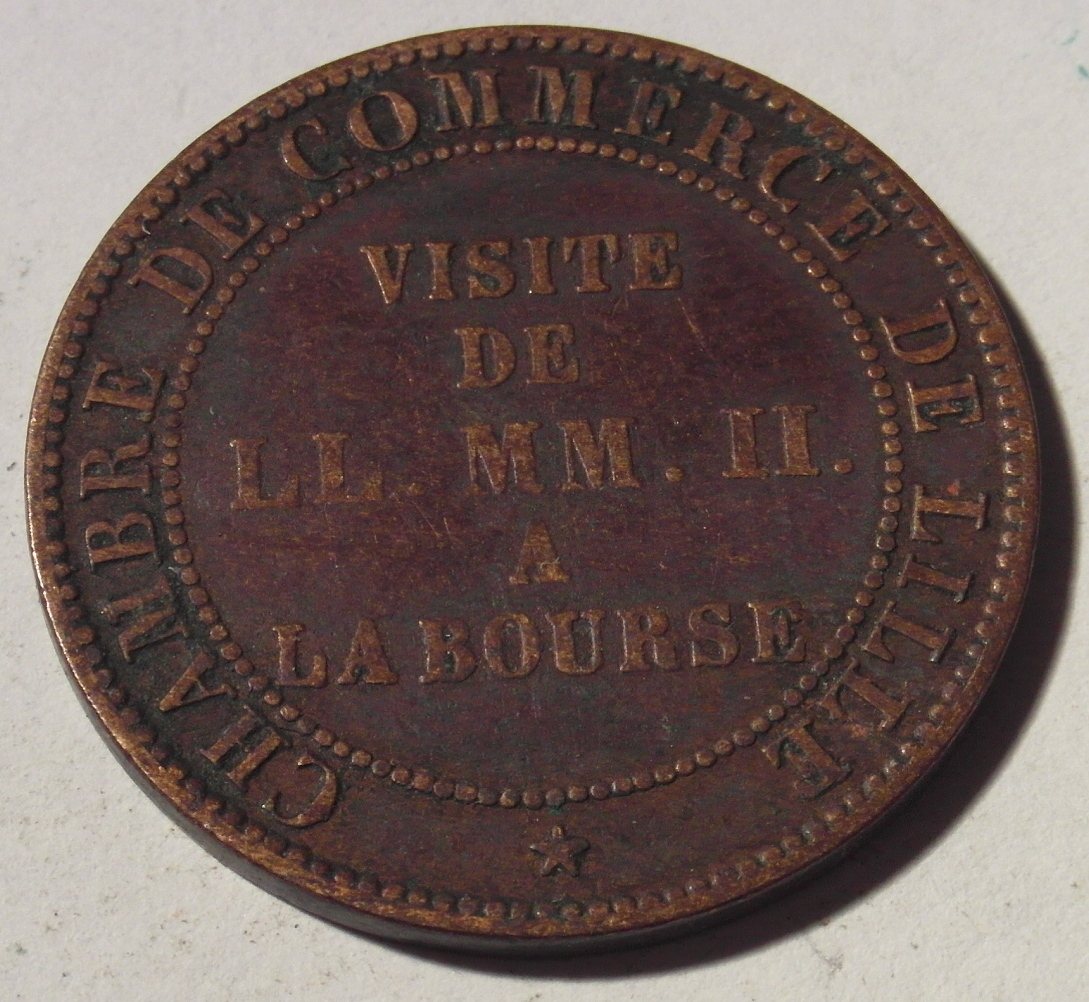 CHAMBRE DE COMMERCE DE LILLE
VISITE
DE
LL. MM. II.
A
LA BOURSE